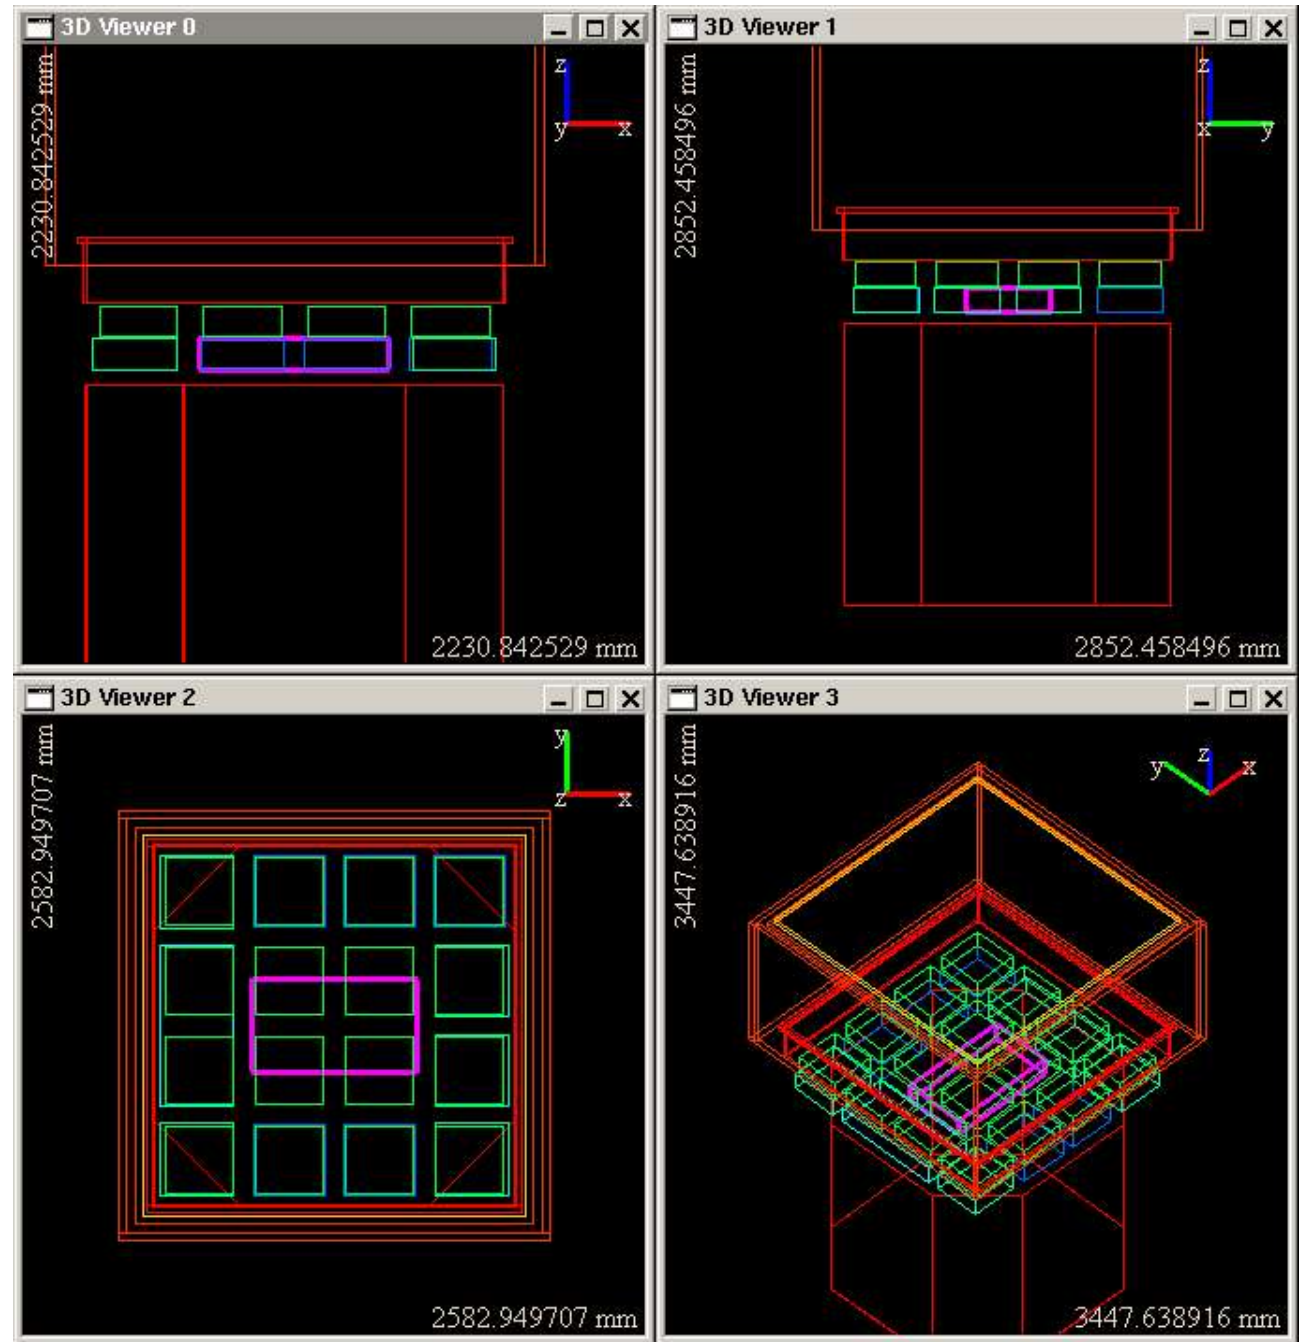 3D Viewer 0
2230.842529 mm
z
y x
2230.842529 mm
3D Viewer 1
2852.458496 mm
z
x y
2852.458496 mm
3D Viewer 2
2582.949707 mm
y
z x
2582.949707 mm
3D Viewer 3
3447.638916 mm
y z x
3447.638916 mm